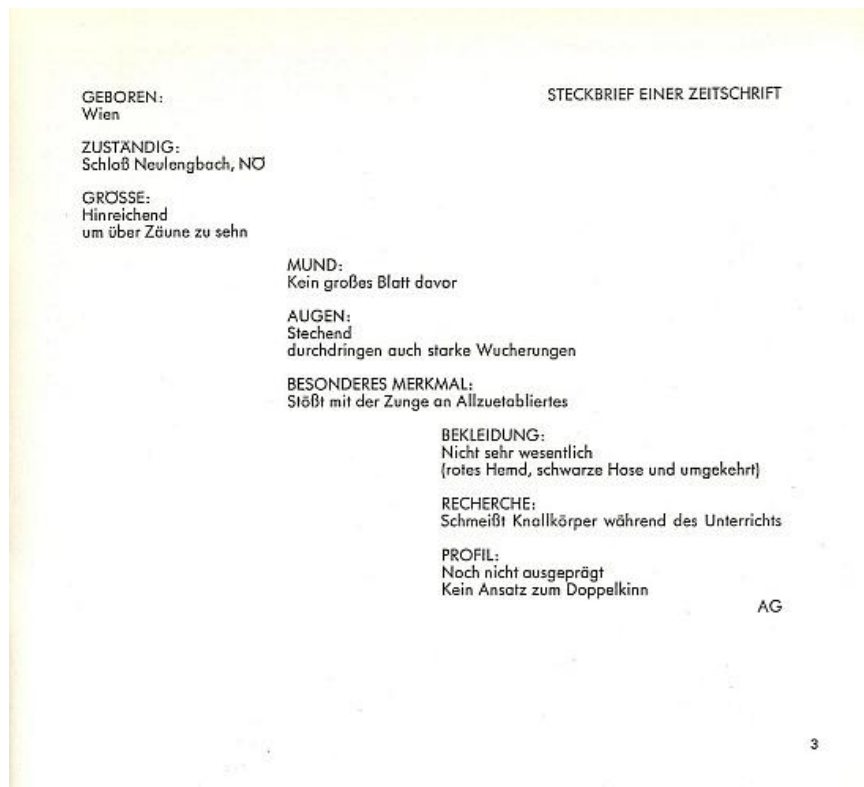 STECKBRIEF EINER ZEITSCHRIFT
GEBOREN:
Wien
ZUSTÄNDIG:
Schloß Neulengbach, NÖ
GRÖSSE:
Hinreichend
um über Zäune zu sehn
MUND:
Kein großes Blatt davor
AUGEN:
Stechend
durchdringen auch starke Wucherungen
BESONDERES MERKMAL:
Stößt mit der Zunge an Allzuetabliertes
BEKLEIDUNG:
Nicht sehr wesentlich
(rotes Hemd, schwarze Hose und umgekehrt)
RECHERCHE:
Schmeißt Knallkörper während des Unterrichts
PROFIL:
Noch nicht ausgeprägt
Kein Ansatz zum Doppelkinn
AG
3